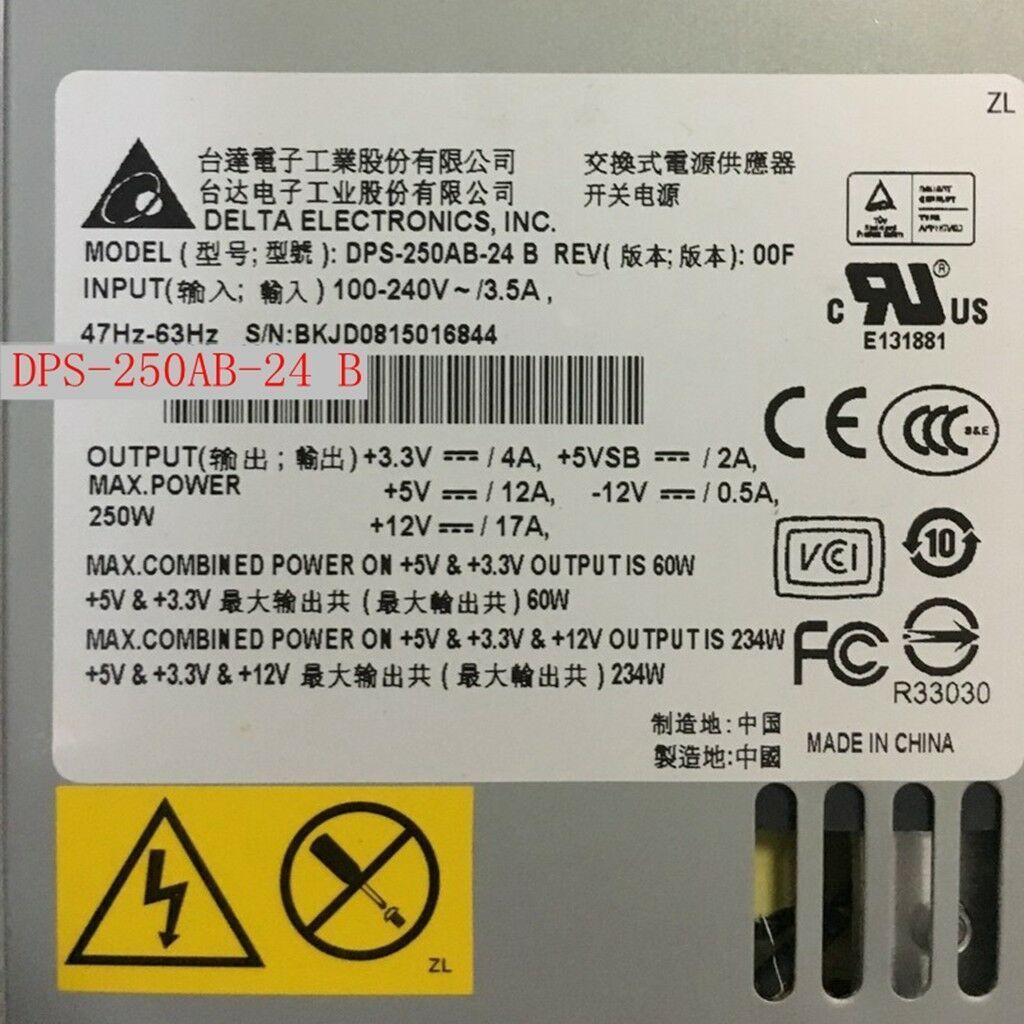 ZL
台達電子工業股份有限公司 交換式電源供應器
台达电子工业股份有限公司 开关电源
DELTA ELECTRONICS, INC.
TYPE
MODEL (型号; 型號): DPS-250AB-24 B REV(版本; 版本): 00F
INPUT(输入; 輸入) 100-240V ~ /3.5A ,
47Hz-63Hz S/N:BKJD0815016844
C RU ® US
E131881
DPS-250AB-24 B
CE CCC S&E
OUTPUT(输出 ; 輸出) +3.3V ⎓ / 4A, +5VSB ⎓ / 2A,
MAX.POWER +5V ⎓ / 12A, -12V ⎓ / 0.5A,
250W +12V ⎓ / 17A,
VCCI 10
MAX.COMBINED POWER ON +5V & +3.3V OUTPUT IS 60W
+5V & +3.3V 最大输出共 (最大輸出共) 60W
MAX.COMBINED POWER ON +5V & +3.3V & +12V OUTPUT IS 234W
+5V & +3.3V & +12V 最大输出共 (最大輸出共) 234W
FCC
R33030
制造地:中国
製造地:中國 MADE IN CHINA
ZL